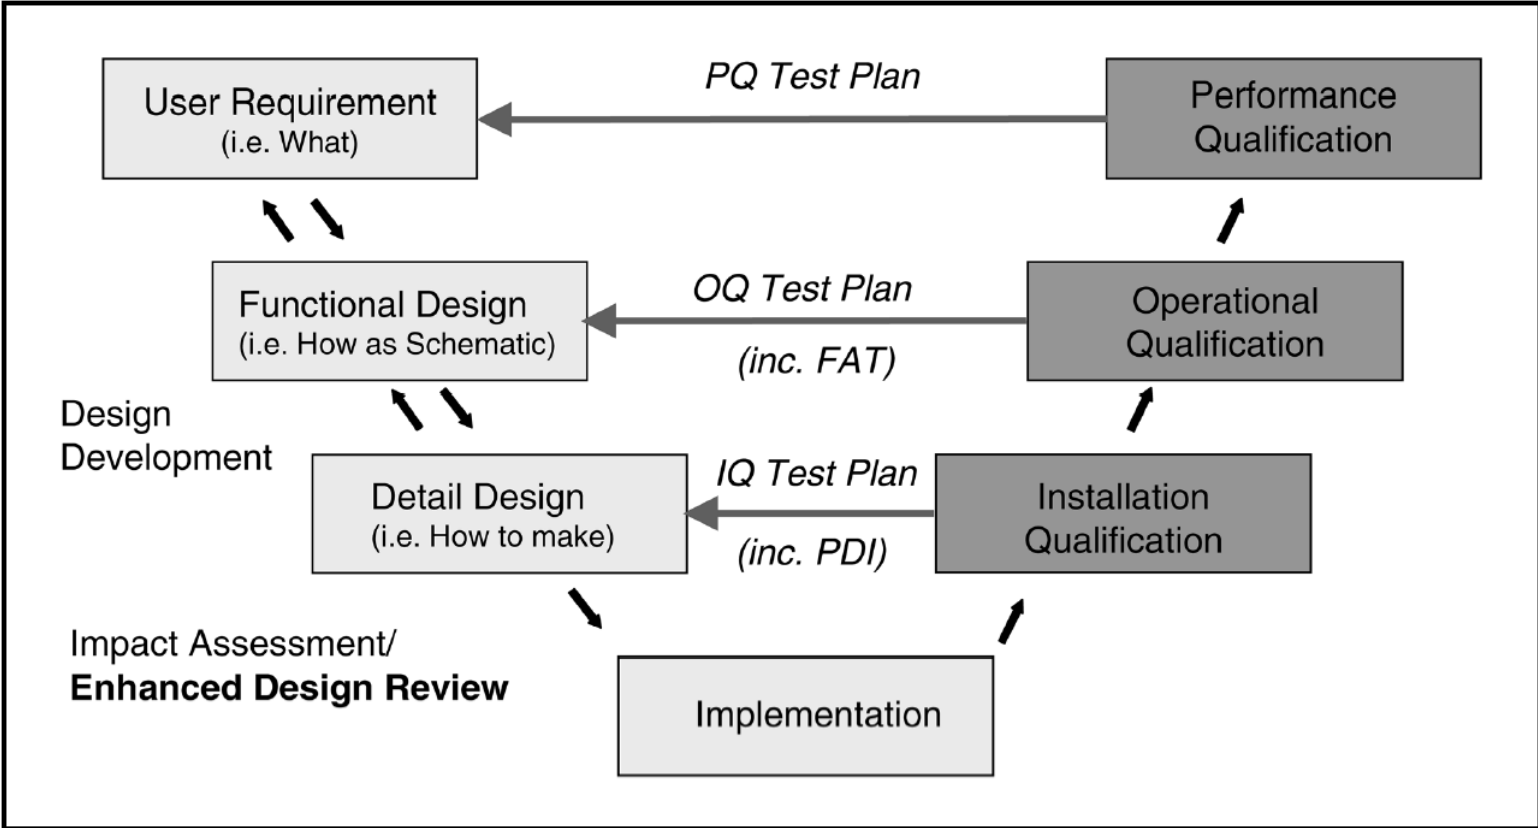 User Requirement
(i.e. What)
PQ Test Plan
Performance
Qualification
Functional Design
(i.e. How as Schematic)
OQ Test Plan
(inc. FAT)
Operational
Qualification
Design
Development
Detail Design
(i.e. How to make)
IQ Test Plan
(inc. PDI)
Installation
Qualification
Impact Assessment/
Enhanced Design Review
Implementation